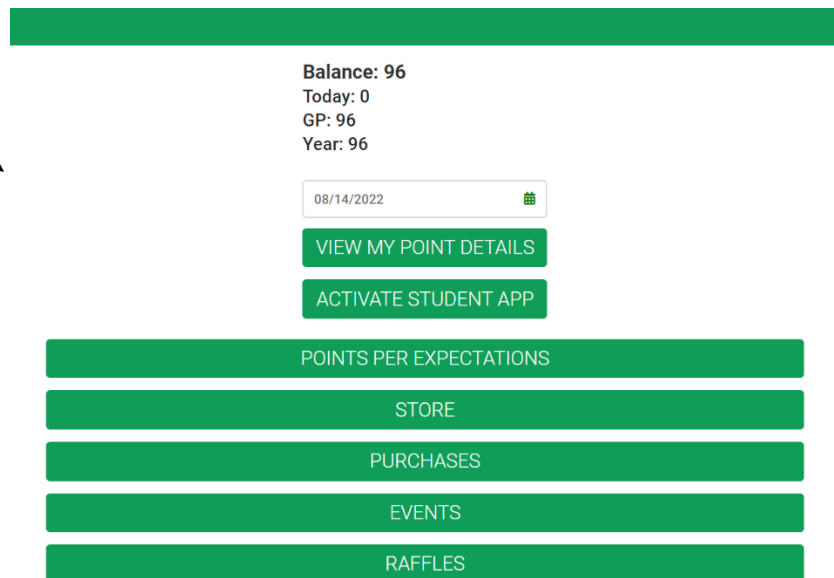 Balance: 96
Today: 0
GP: 96
Year: 96
08/14/2022
VIEW MY POINT DETAILS
ACTIVATE STUDENT APP
POINTS PER EXPECTATIONS
STORE
PURCHASES
EVENTS
RAFFLES